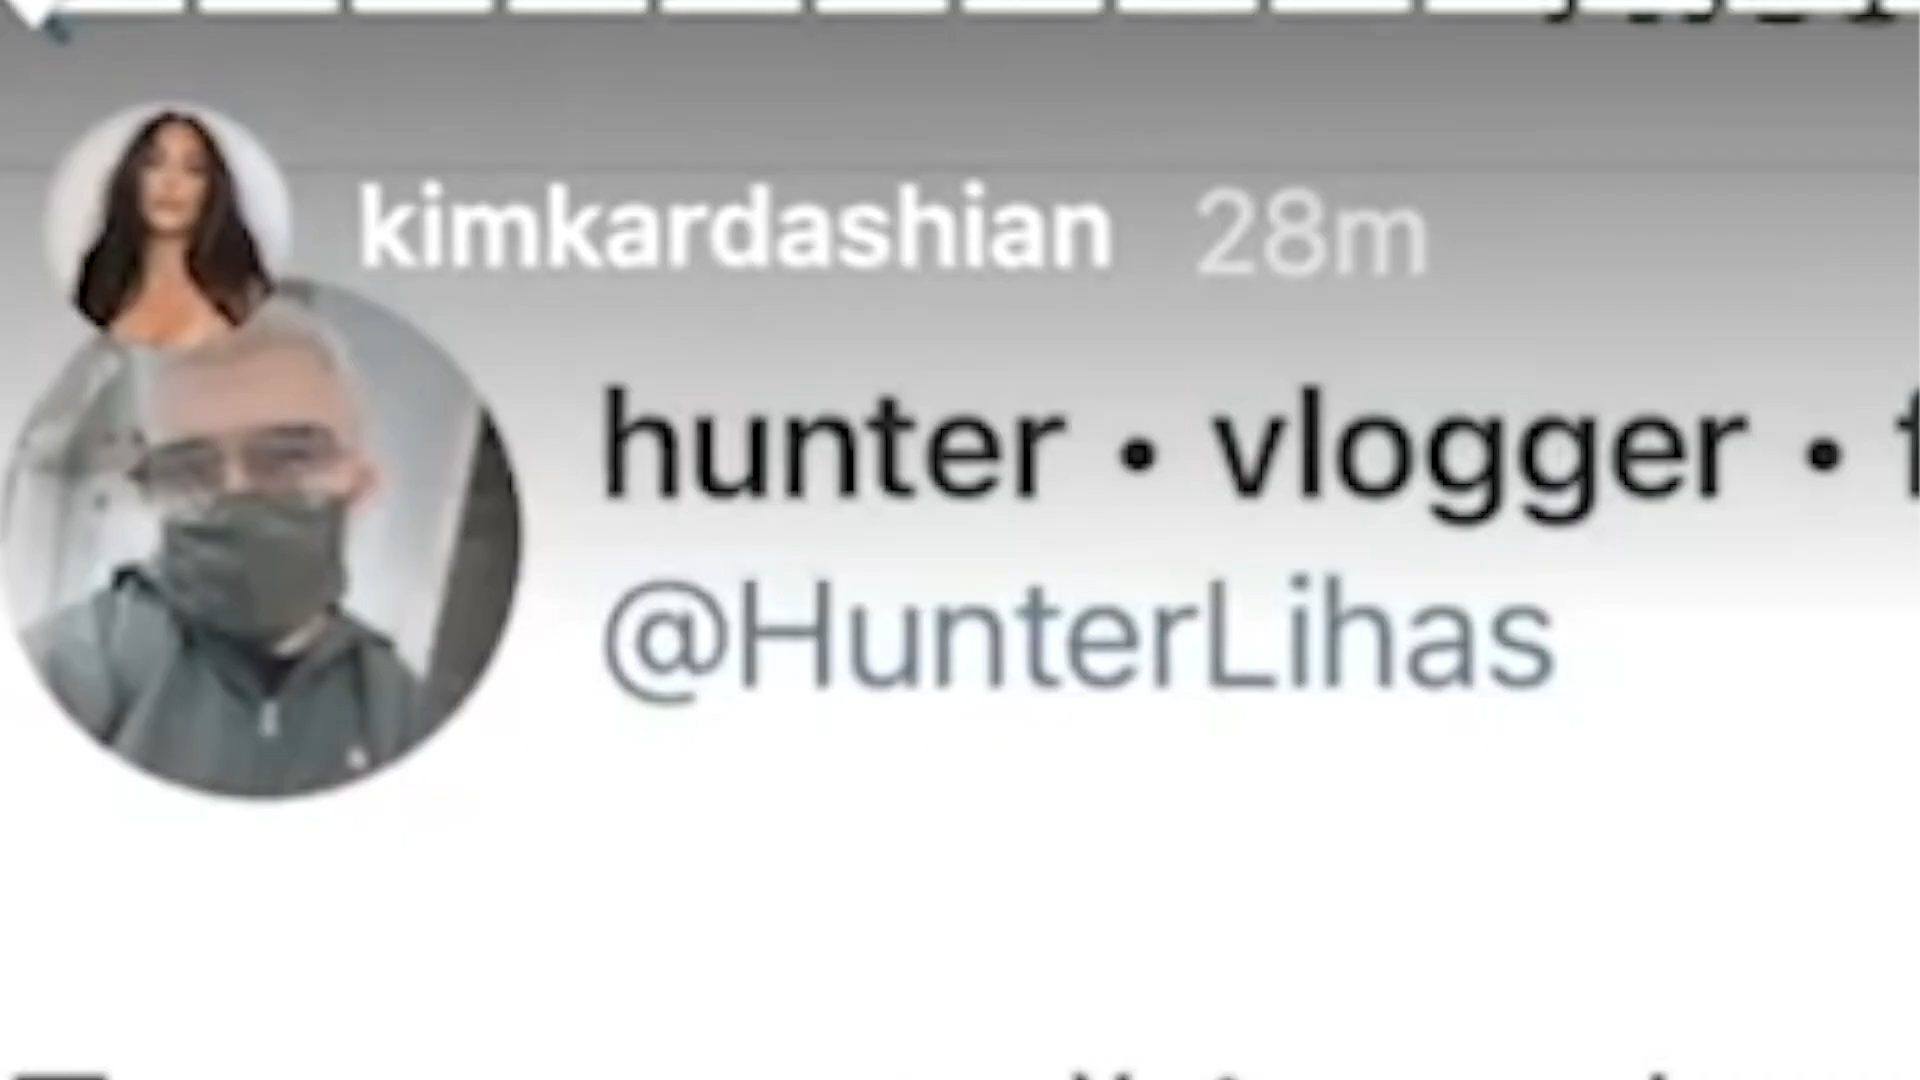 kimkardashian 28m
hunter • vlogger •
@HunterLihas